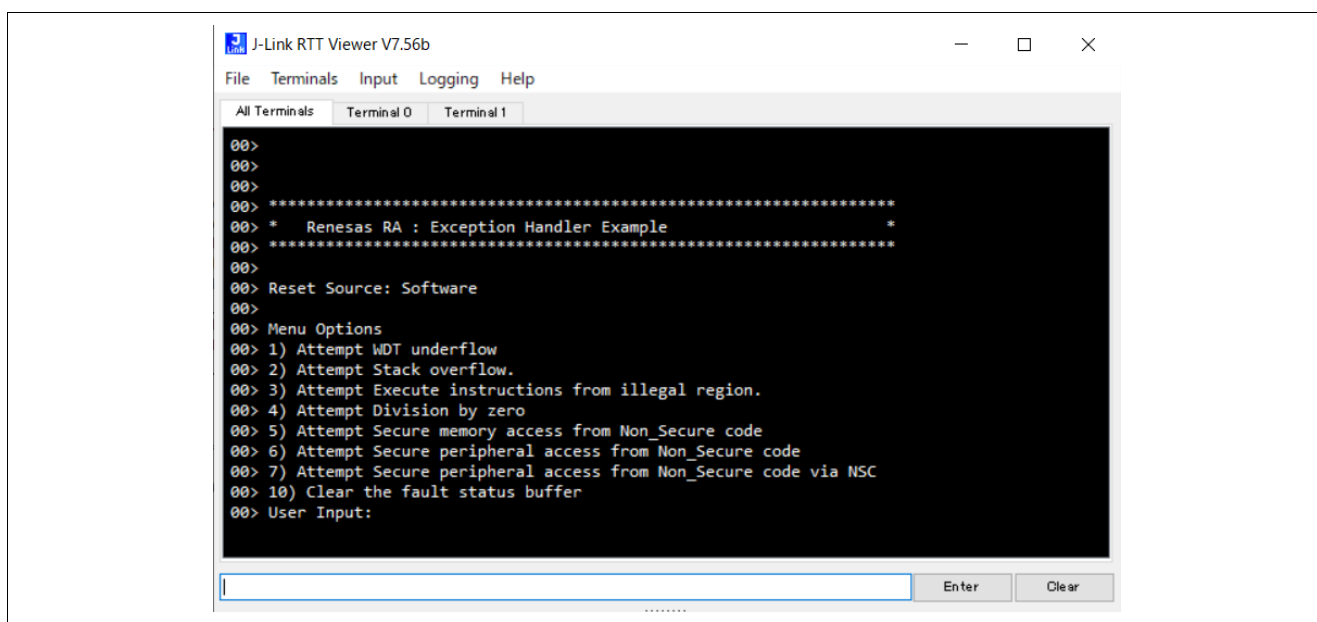 J-Link RTT Viewer V7.56b
File Terminals Input Logging Help
All Terminals Terminal 0 Terminal 1
00>
00>
00>
00> ******************************************************************
00> *   Renesas RA : Exception Handler Example                       *
00> ******************************************************************
00>
00> Reset Source: Software
00>
00> Menu Options
00> 1) Attempt WDT underflow
00> 2) Attempt Stack overflow.
00> 3) Attempt Execute instructions from illegal region.
00> 4) Attempt Division by zero
00> 5) Attempt Secure memory access from Non_Secure code
00> 6) Attempt Secure peripheral access from Non_Secure code
00> 7) Attempt Secure peripheral access from Non_Secure code via NSC
00> 10) Clear the fault status buffer
00> User Input:
Enter Clear